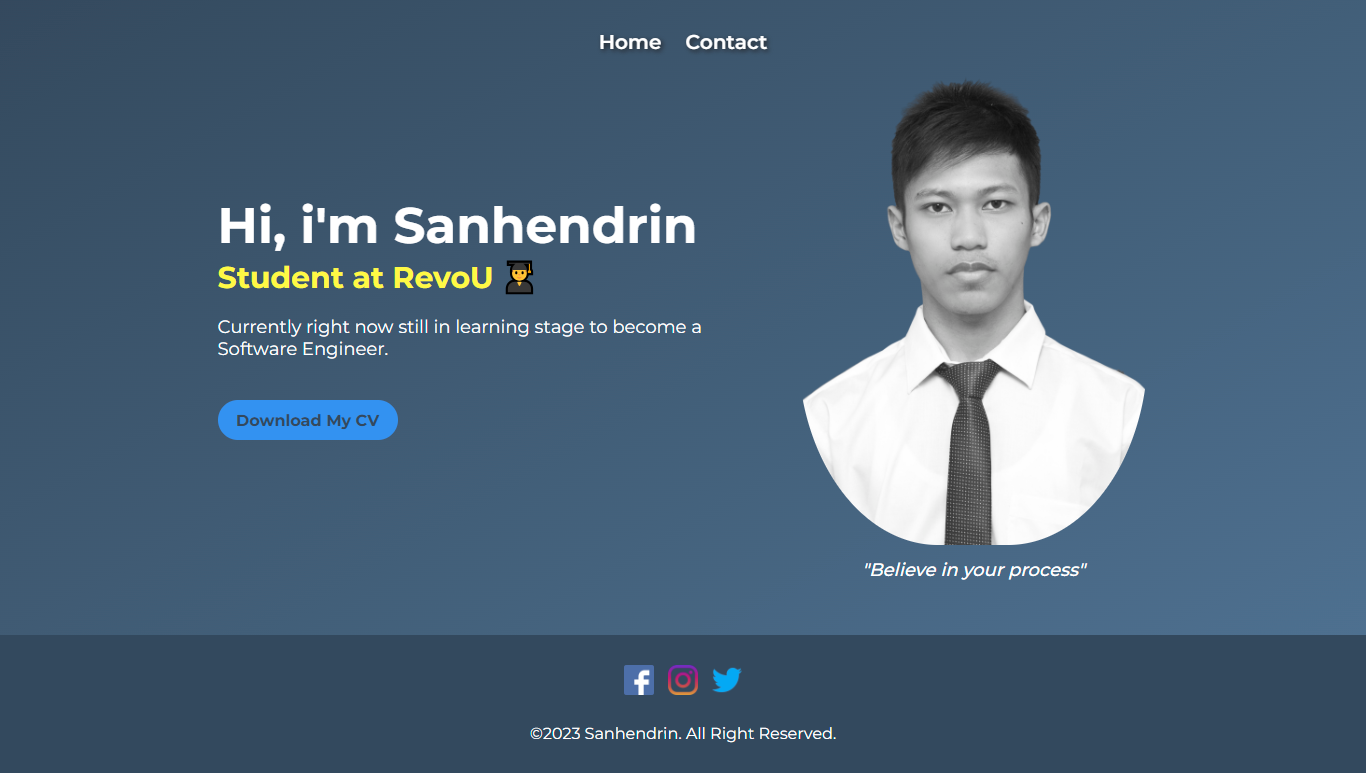 Home Contact
Hi, i'm Sanhendrin
Student at RevoU 👨‍🎓
Currently right now still in learning stage to become a
Software Engineer.
Download My CV
"Believe in your process"
©2023 Sanhendrin. All Right Reserved.